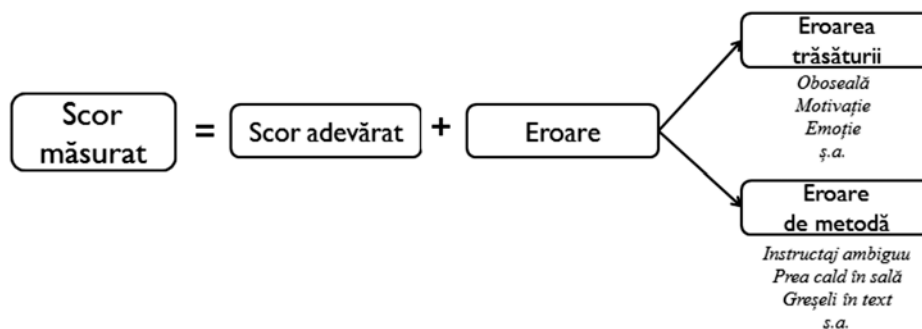 Scor
măsurat
=
Scor adevărat
+
Eroare
Eroarea
trăsăturii
Oboseală
Motivație
Emoție
ș.a.
Eroare
de metodă
Instructaj ambiguu
Prea cald în sală
Greșeli în text
ș.a.